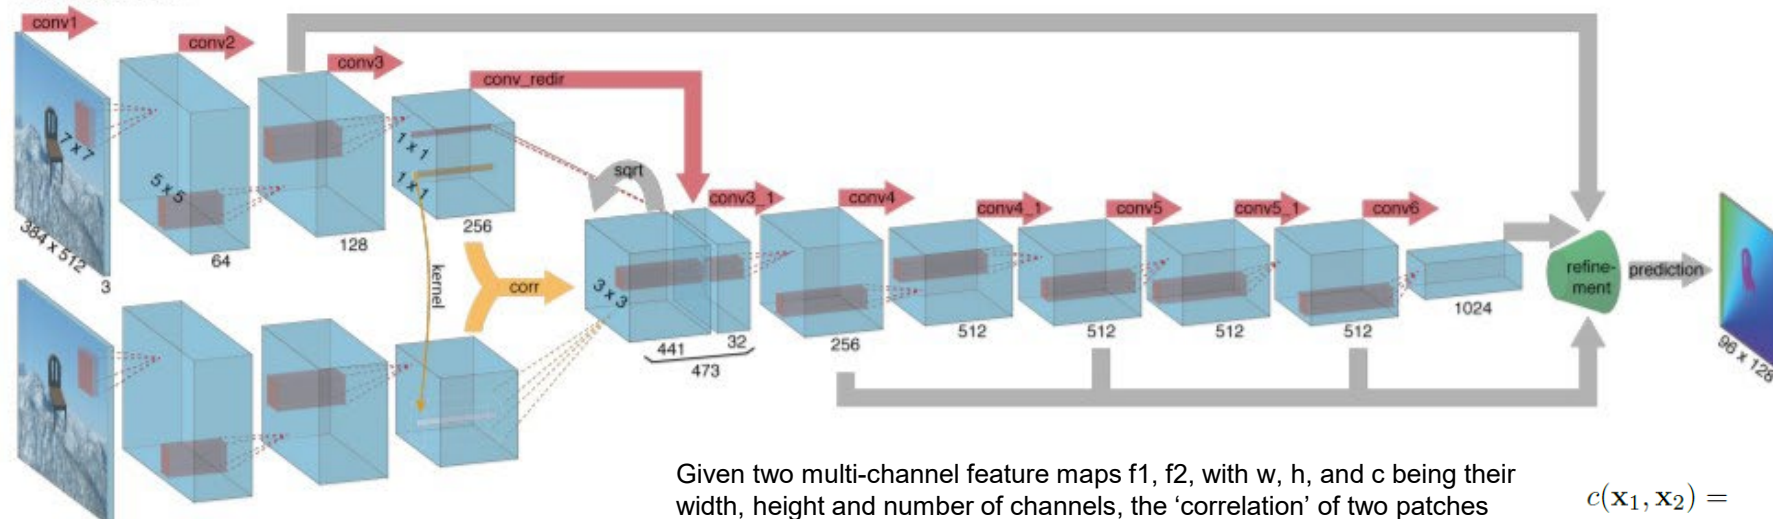 conv1
conv2
conv3
conv_redir
sqrt
conv3_1
conv4
conv4_1
conv5
conv5_1
conv6
7 x 7
5 x 5
1 x 1
1 x 1
3 x 3
kernel
corr
384 x 512
3
64
128
256
441
32
473
256
512
512
512
512
1024
refine-
ment
prediction
96 x 128
Given two multi-channel feature maps f1, f2, with w, h, and c being their
width, height and number of channels, the ‘correlation’ of two patches
c(x₁, x₂) =